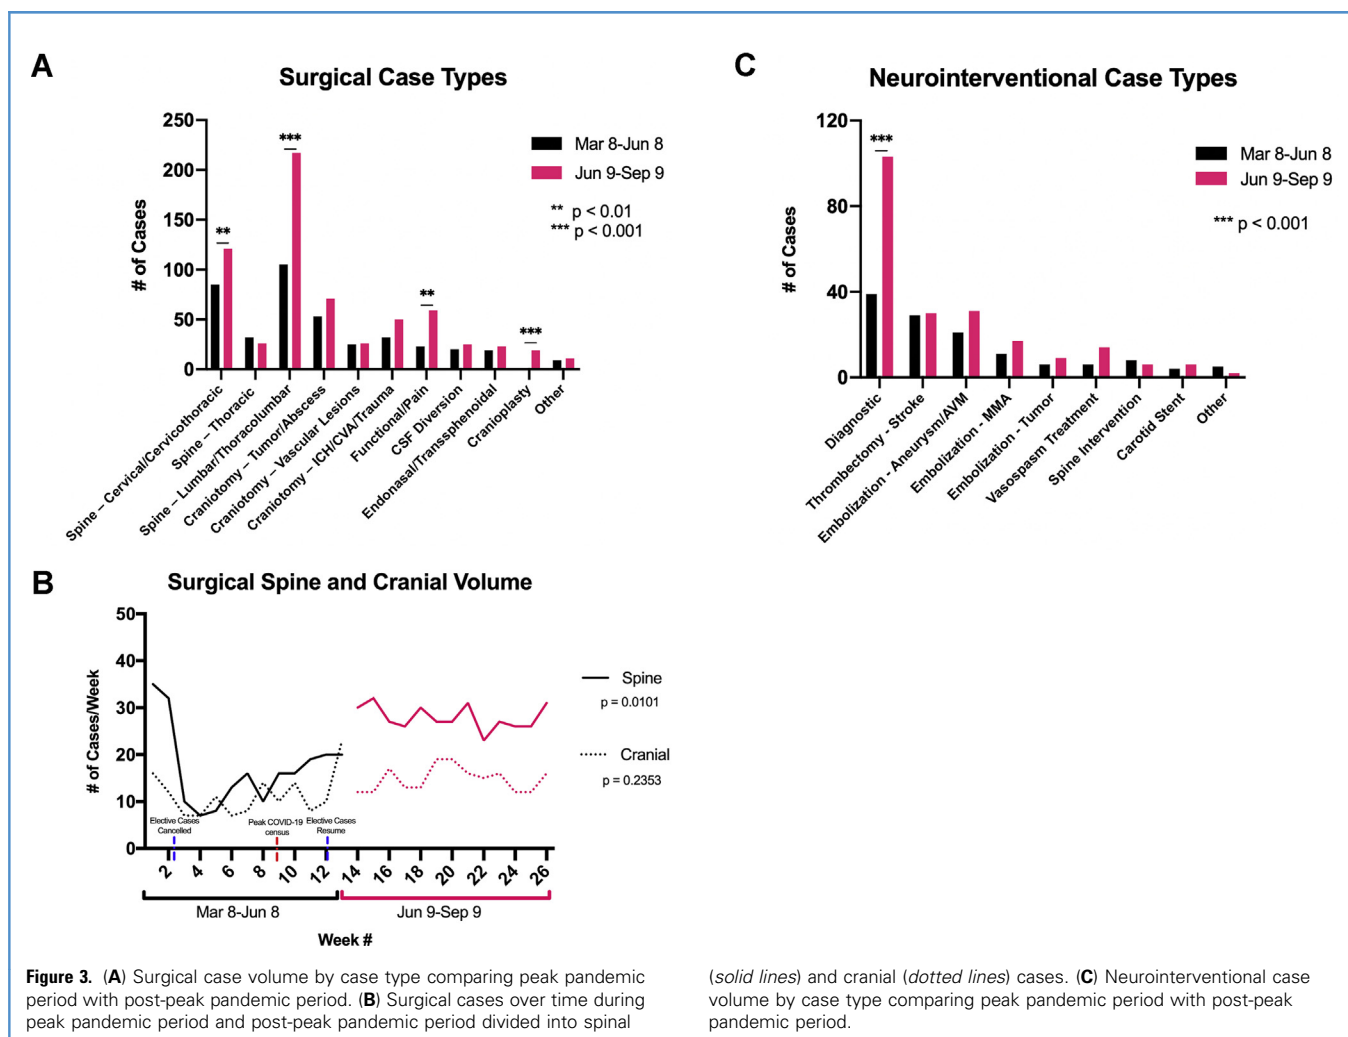 A
Surgical Case Types
# of Cases
250
200
150
100
50
0
**
***
**
***
Mar 8-Jun 8
Jun 9-Sep 9
** p < 0.01
*** p < 0.001
Spine – Cervical/Cervicothoracic
Spine – Thoracic
Spine – Lumbar/Thoracolumbar
Craniotomy – Tumor/Abscess
Craniotomy – Vascular Lesions
Craniotomy – ICH/CVA/Trauma
Functional/Pain
CSF Diversion
Endonasal/Transsphenoidal
Cranioplasty
Other
C
Neurointerventional Case Types
# of Cases
120
80
40
0
***
Mar 8-Jun 8
Jun 9-Sep 9
*** p < 0.001
Diagnostic
Thrombectomy - Stroke
Embolization - Aneurysm/AVM
Embolization - MMA
Embolization - Tumor
Vasospasm Treatment
Spine Intervention
Carotid Stent
Other
B
Surgical Spine and Cranial Volume
# of Cases/Week
50
40
30
20
10
0
Spine
p = 0.0101
Cranial
p = 0.2353
Elective Cases
Cancelled
Peak COVID-19
census
Elective Cases
Resume
2 4 6 8 10 12 14 16 18 20 22 24 26
Mar 8-Jun 8
Jun 9-Sep 9
Week #
Figure 3. (A) Surgical case volume by case type comparing peak pandemic
period with post-peak pandemic period. (B) Surgical cases over time during
peak pandemic period and post-peak pandemic period divided into spinal
(solid lines) and cranial (dotted lines) cases. (C) Neurointerventional case
volume by case type comparing peak pandemic period with post-peak
pandemic period.